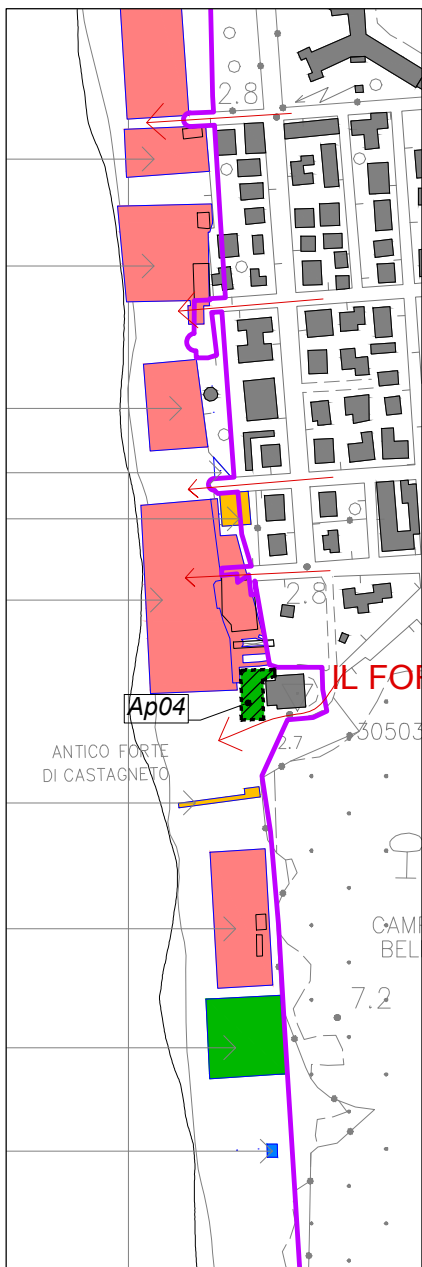 2.8
2.8
IL FOR
Ap04
30503
2.7
ANTICO FORTE
DI CASTAGNETO
CAMP
BEL
7.2